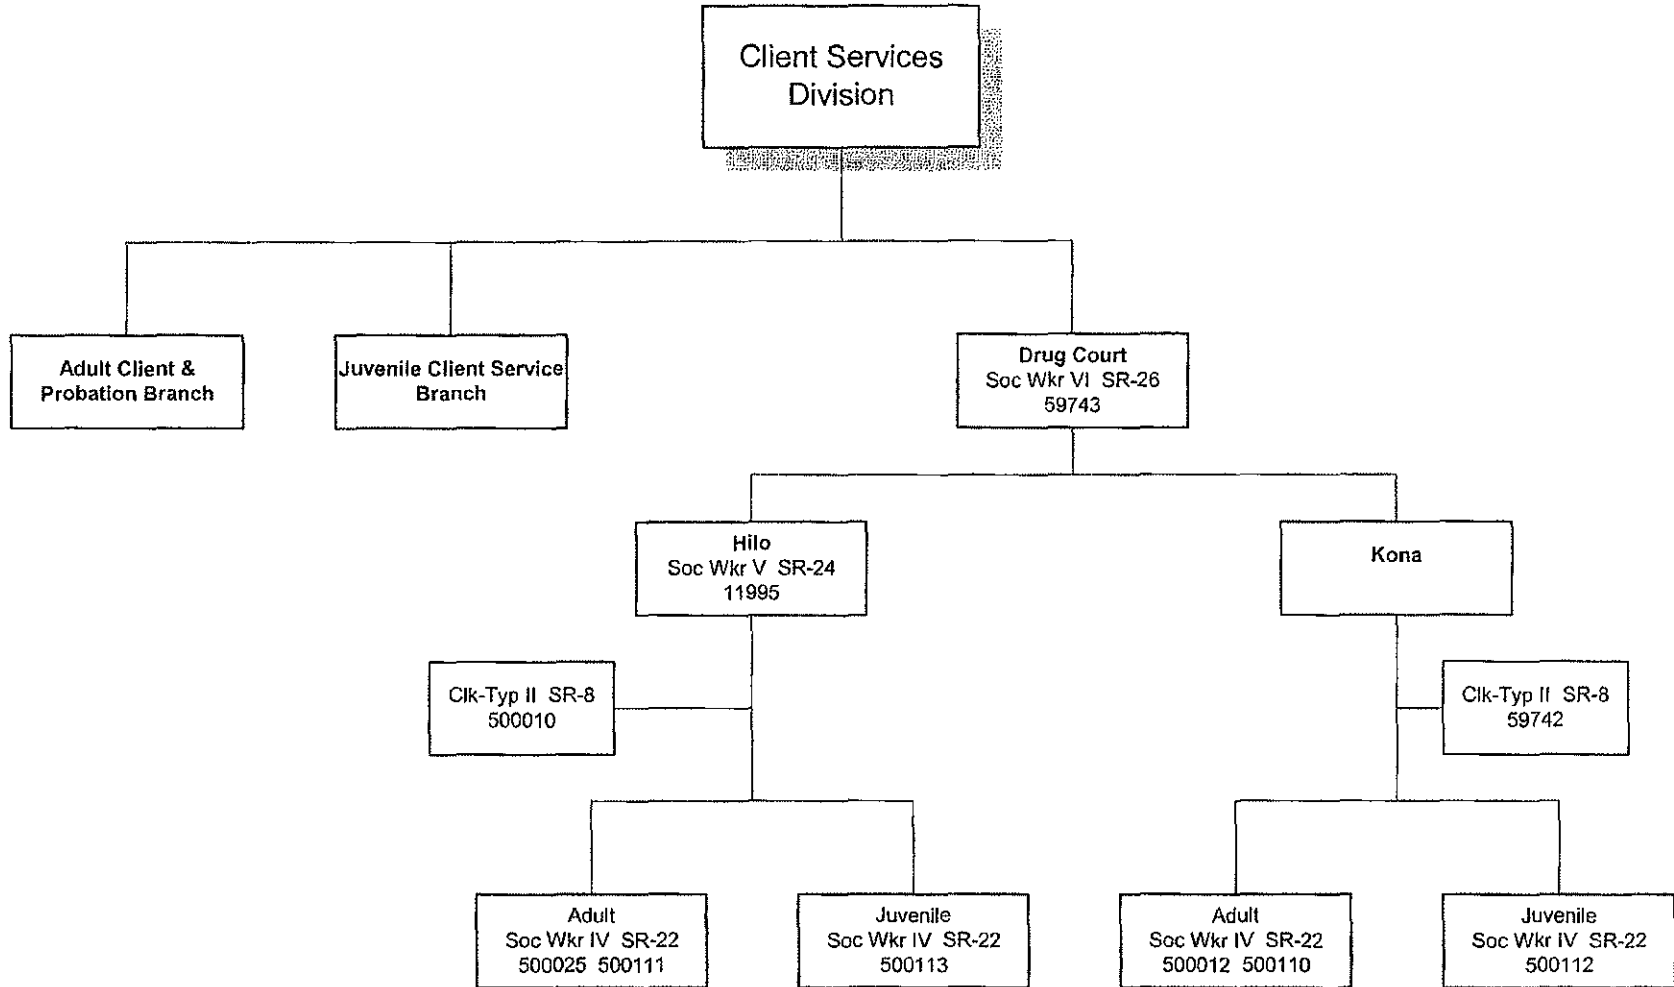 Client Services
Division
Adult Client &
Probation Branch
Juvenile Client Service
Branch
Drug Court
Soc Wkr VI SR-26
59743
Hilo
Soc Wkr V SR-24
11995
Kona
Clk-Typ II SR-8
500010
Clk-Typ II SR-8
59742
Adult
Soc Wkr IV SR-22
500025 500111
Juvenile
Soc Wkr IV SR-22
500113
Adult
Soc Wkr IV SR-22
500012 500110
Juvenile
Soc Wkr IV SR-22
500112